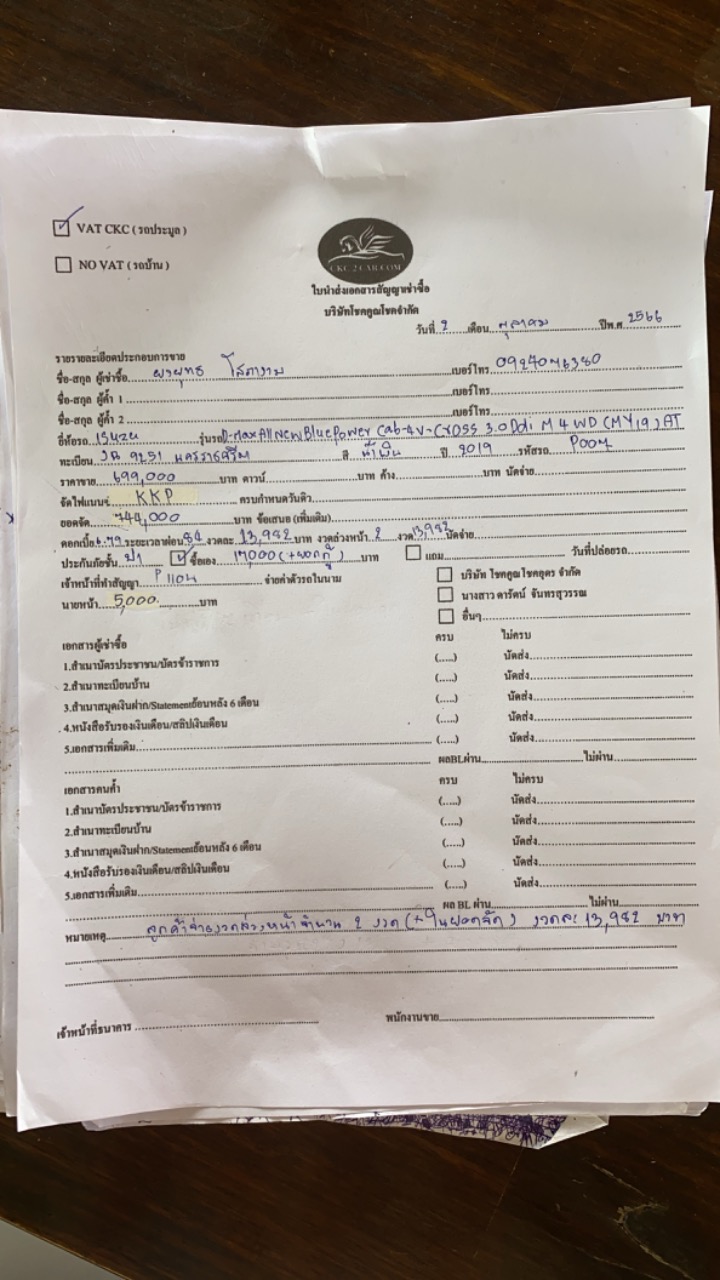 VAT CKC ( รถประมูล )
NO VAT ( รถบ้าน )
CKC 2 CAR.COM
ใบนำส่งเอกสารสัญญาเช่าซื้อ
บริษัทโชคคูณโชคจำกัด
วันที่ 2 เดือน ตุลาคม ปีพ.ศ. 2566
รายรายละเอียดประกอบการขาย
ชื่อ-สกุล ผู้เช่าซื้อ เบอร์โทร 0924046380
ชื่อ-สกุล ผู้ค้ำ 1 เบอร์โทร
ชื่อ-สกุล ผู้ค้ำ 2 เบอร์โทร
ยี่ห้อรถ Isuzu รุ่นรถ D-Max All New Blue Power Cab-4 V-Cross 3.0 Ddi M 4WD (MY19) AT
ทะเบียน 9251 นครราชสีมา สี น้ำเงิน ปี 2019 รหัสรถ
ราคาขาย 699,000 บาท ดาวน์ บาท ค้าง บาท นัดจ่าย
จัดไฟแนนซ์ KKP ครบกำหนดวันติว
ยอดจัด 744,000 บาท ข้อเสนอ (เพิ่มเติม)
ดอกเบี้ย 6.79 ระยะเวลาผ่อน 84 งวดละ 13,982 บาท งวดล่วงหน้า 2 งวด 13,982 นัดจ่าย
ประกันภัยชั้น ป1 ซื้อเอง 17,000 (+ยอดกู้) บาท แถม วันที่ปล่อยรถ
เจ้าหน้าที่ทำสัญญา จ่ายค่าตัวรถในนาม บริษัท โชคคูณโชคอุดร จำกัด
นายหน้า 5,000 บาท นางสาว ดารัตน์ จันทรสุวรรณ
อื่นๆ
เอกสารผู้เช่าซื้อ ครบ ไม่ครบ
1.สำเนาบัตรประชาชน/บัตรข้าราชการ (.....) นัดส่ง
2.สำเนาทะเบียนบ้าน (.....) นัดส่ง
3.สำเนาสมุดเงินฝาก/Statementย้อนหลัง 6 เดือน (.....) นัดส่ง
4.หนังสือรับรองเงินเดือน/สลิปเงินเดือน (.....) นัดส่ง
5.เอกสารเพิ่มเติม (.....) นัดส่ง
ผลBLผ่าน ไม่ผ่าน
เอกสารคนค้ำ ครบ ไม่ครบ
1.สำเนาบัตรประชาชน/บัตรข้าราชการ (.....) นัดส่ง
2.สำเนาทะเบียนบ้าน (.....) นัดส่ง
3.สำเนาสมุดเงินฝาก/Statementย้อนหลัง 6 เดือน (.....) นัดส่ง
4.หนังสือรับรองเงินเดือน/สลิปเงินเดือน (.....) นัดส่ง
5.เอกสารเพิ่มเติม (.....) นัดส่ง
ผล BL ผ่าน ไม่ผ่าน
หมายเหตุ ลูกค้าชำระงวดล่วงหน้าจำนวน 2 งวด (+ในยอดจัด) งวดละ 13,982 บาท
เจ้าหน้าที่ธนาคาร พนักงานขาย